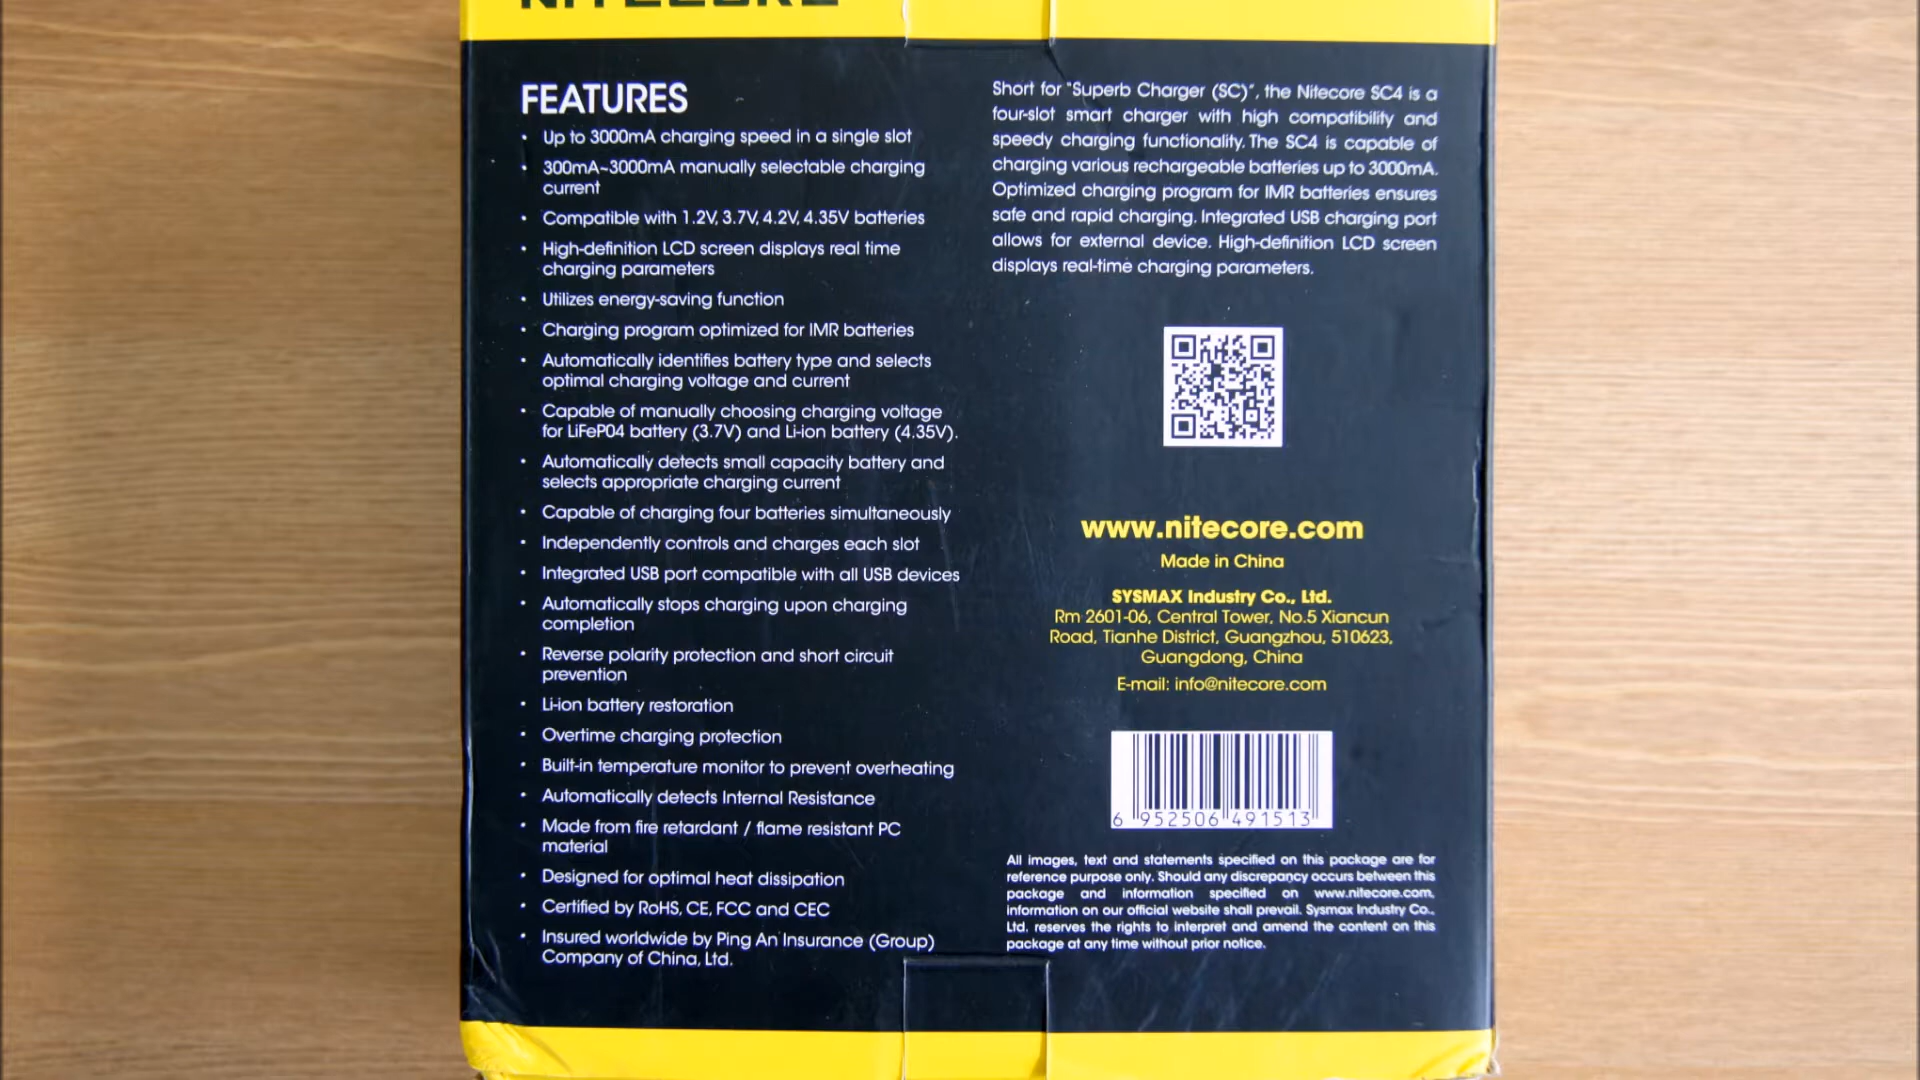 NITECORE
FEATURES
• Up to 3000mA charging speed in a single slot
• 300mA~3000mA manually selectable charging
current
• Compatible with 1.2V, 3.7V, 4.2V, 4.35V batteries
• High-definition LCD screen displays real time
charging parameters
• Utilizes energy-saving function
• Charging program optimized for IMR batteries
• Automatically identifies battery type and selects
optimal charging voltage and current
• Capable of manually choosing charging voltage
for LiFeP04 battery (3.7V) and Li-ion battery (4.35V).
• Automatically detects small capacity battery and
selects appropriate charging current
• Capable of charging four batteries simultaneously
• Independently controls and charges each slot
• Integrated USB port compatible with all USB devices
• Automatically stops charging upon charging
completion
• Reverse polarity protection and short circuit
prevention
• Li-ion battery restoration
• Overtime charging protection
• Built-in temperature monitor to prevent overheating
• Automatically detects Internal Resistance
• Made from fire retardant / flame resistant PC
material
• Designed for optimal heat dissipation
• Certified by RoHS, CE, FCC and CEC
• Insured worldwide by Ping An Insurance (Group)
Company of China, Ltd.
Short for "Superb Charger (SC)", the Nitecore SC4 is a
four-slot smart charger with high compatibility and
speedy charging functionality. The SC4 is capable of
charging various rechargeable batteries up to 3000mA.
Optimized charging program for IMR batteries ensures
safe and rapid charging. Integrated USB charging port
allows for external device. High-definition LCD screen
displays real-time charging parameters.
www.nitecore.com
Made in China
SYSMAX Industry Co., Ltd.
Rm 2601-06, Central Tower, No.5 Xiancun
Road, Tianhe District, Guangzhou, 510623,
Guangdong, China
E-mail: info@nitecore.com
6 952506 491513
All images, text and statements specified on this package are for
reference purpose only. Should any discrepancy occurs between this
package and information specified on www.nitecore.com,
information on our official website shall prevail. Sysmax Industry Co.,
Ltd. reserves the rights to interpret and amend the content on this
package at any time without prior notice.